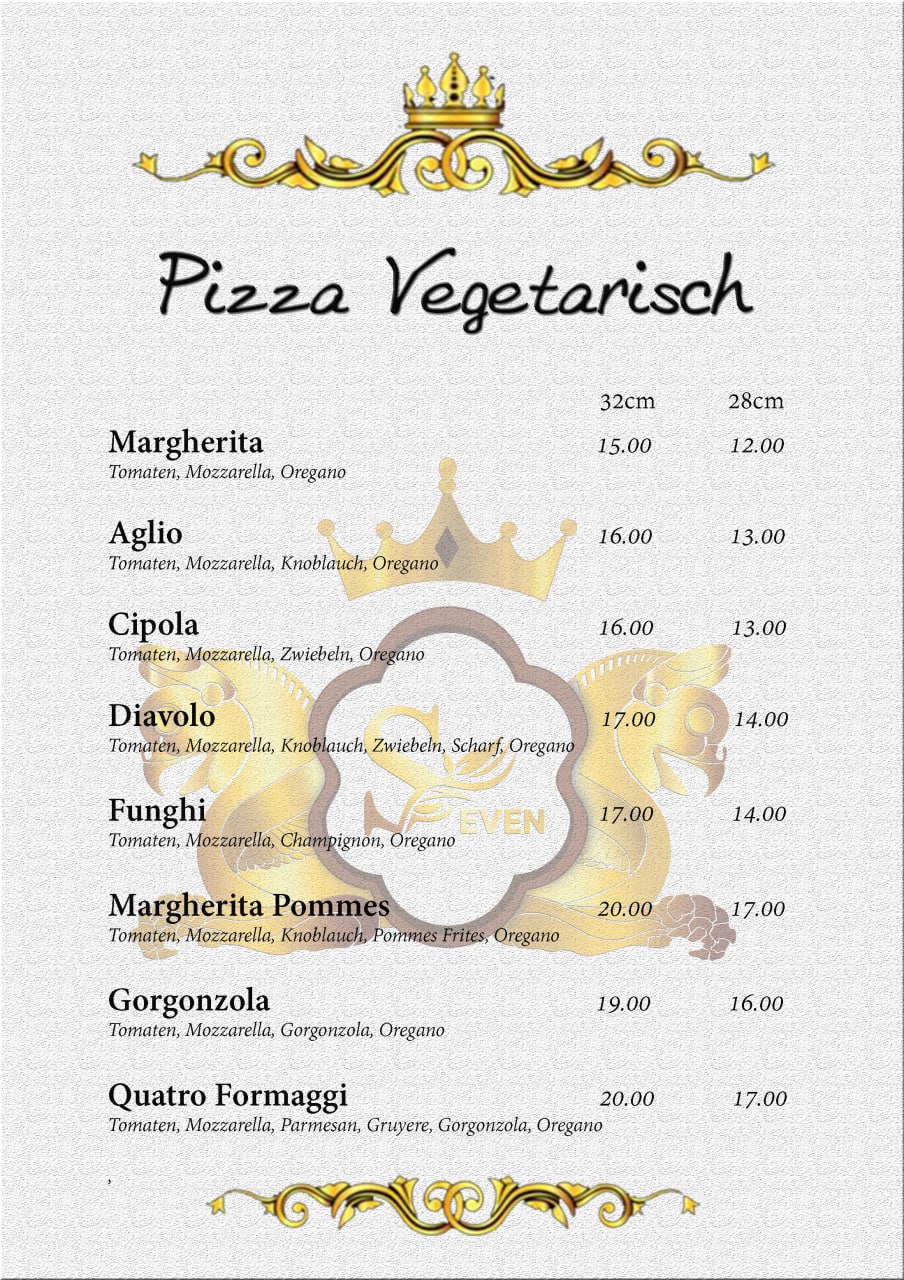 Pizza Vegetarisch
32cm 28cm
Margherita 15.00 12.00
Tomaten, Mozzarella, Oregano
Aglio 16.00 13.00
Tomaten, Mozzarella, Knoblauch, Oregano
Cipola 16.00 13.00
Tomaten, Mozzarella, Zwiebeln, Oregano
Diavolo 17.00 14.00
Tomaten, Mozzarella, Knoblauch, Zwiebeln, Scharf, Oregano
SEVEN
Funghi 17.00 14.00
Tomaten, Mozzarella, Champignon, Oregano
Margherita Pommes 20.00 17.00
Tomaten, Mozzarella, Knoblauch, Pommes Frites, Oregano
Gorgonzola 19.00 16.00
Tomaten, Mozzarella, Gorgonzola, Oregano
Quatro Formaggi 20.00 17.00
Tomaten, Mozzarella, Parmesan, Gruyere, Gorgonzola, Oregano
,